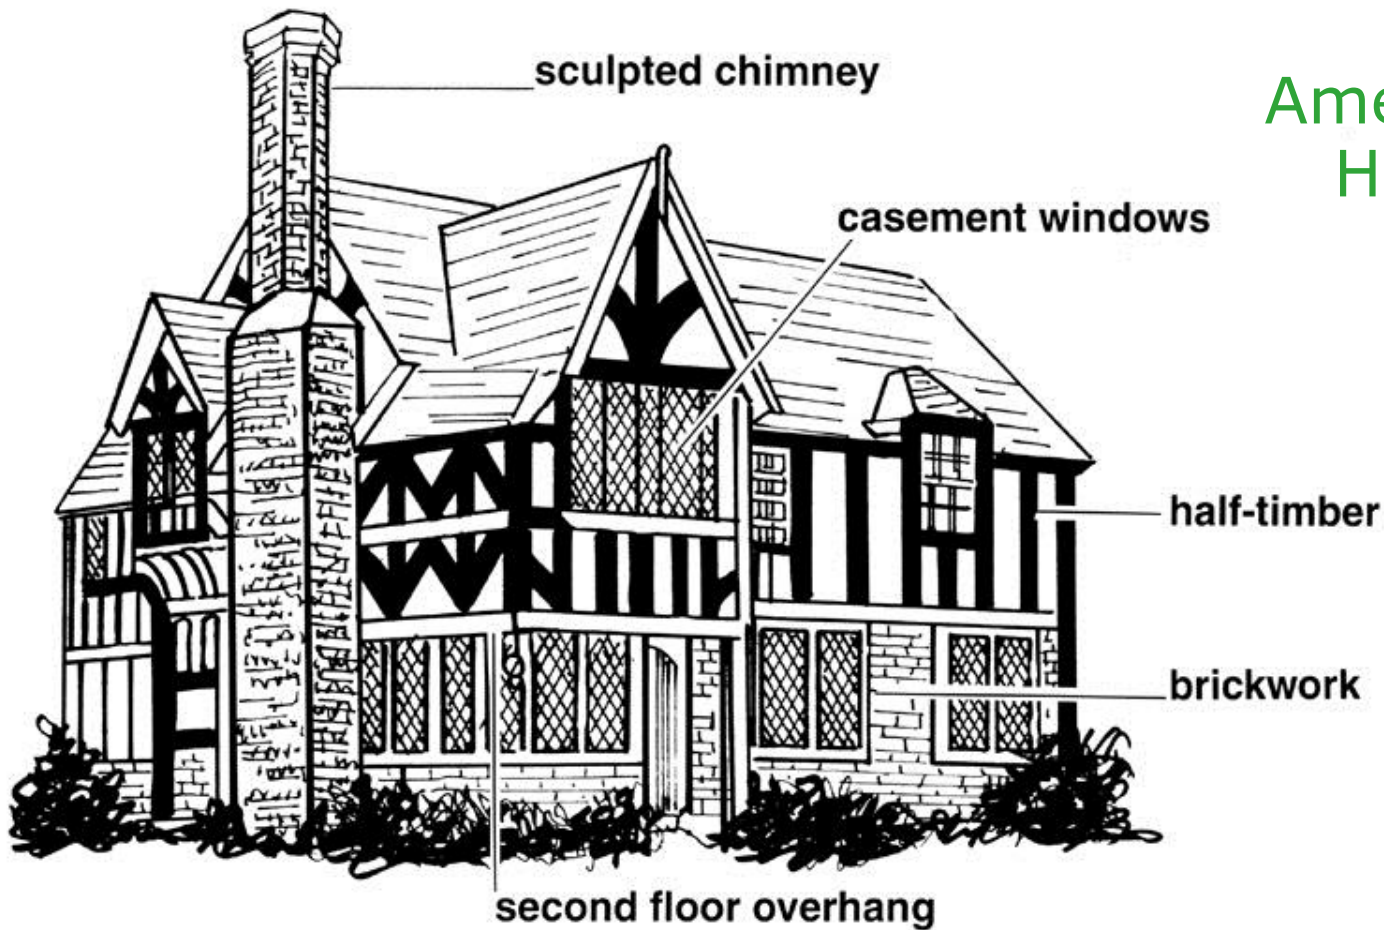 sculpted chimney
casement windows
half-timber
brickwork
second floor overhang